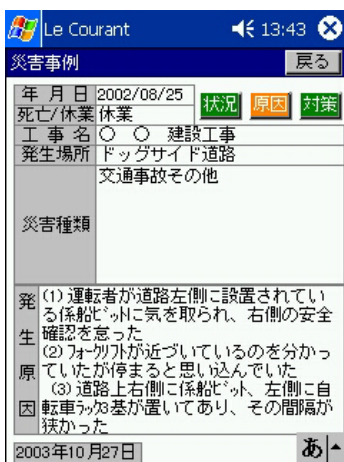 Le Courant 13:43
災害事例 戻る
年月日 2002/08/25 状況 原因 対策
死亡/休業 休業
工事名 〇 〇 建設工事
発生場所 ドッグサイド道路
災害種類 交通事故その他
発生原因
(1) 運転者が道路左側に設置されてい
る係船ビットに気を取られ、右側の安全
確認を怠った
(2) フォークリフトが近づいているのを分かっ
ていたが停まると思い込んでいた
(3) 道路上右側に係船ビット、左側に自
転車ラック3基が置いてあり、その間隔が
狭かった
2003年10月27日 あ